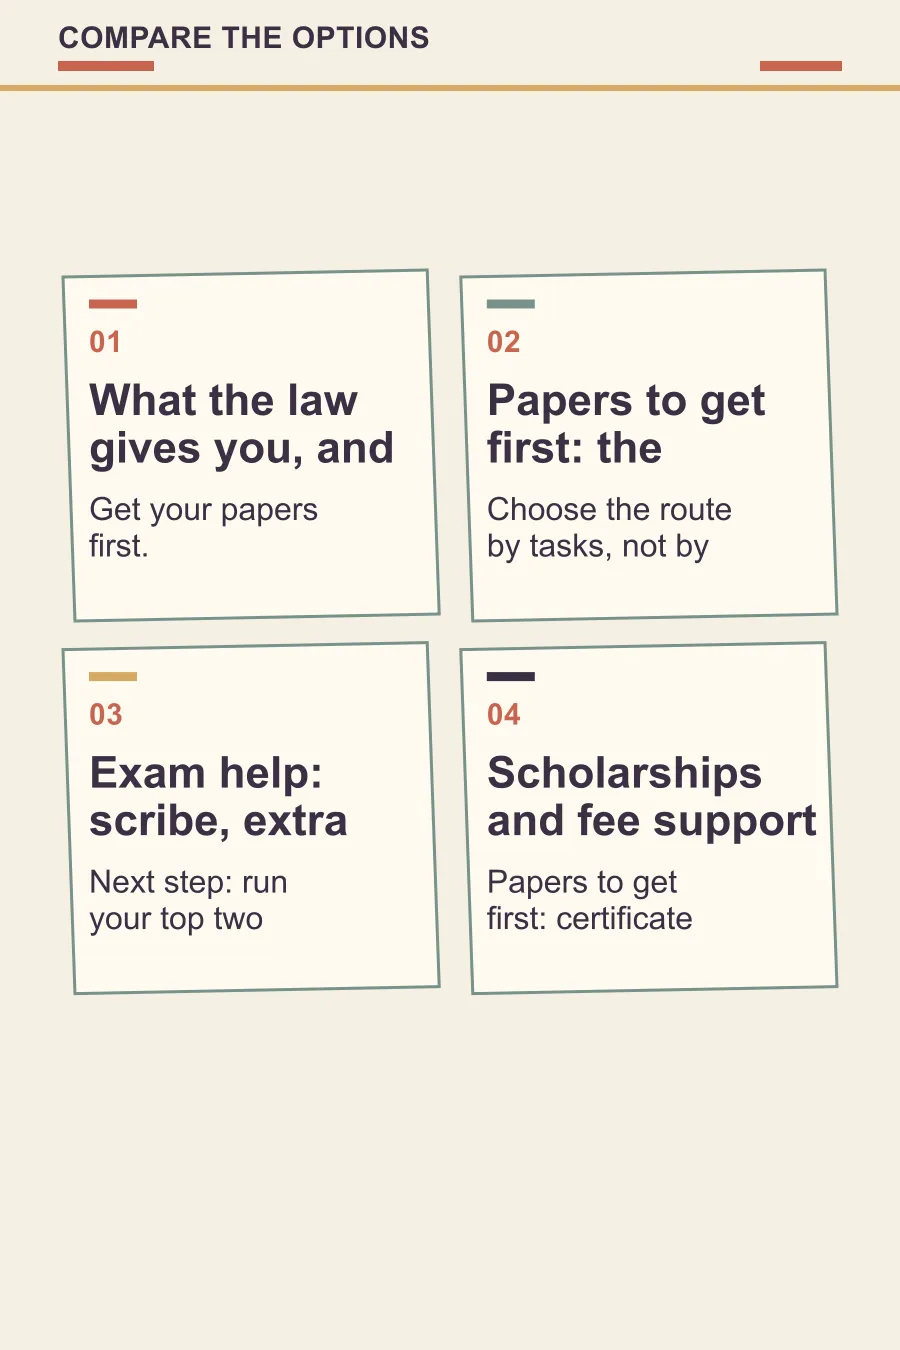 COMPARE THE OPTIONS
01
What the law
gives you, and
Get your papers
first.
02
Papers to get
first: the
Choose the route
by tasks, not by
03
Exam help:
scribe, extra
Next step: run
your top two
04
Scholarships
and fee support
Papers to get
first: certificate